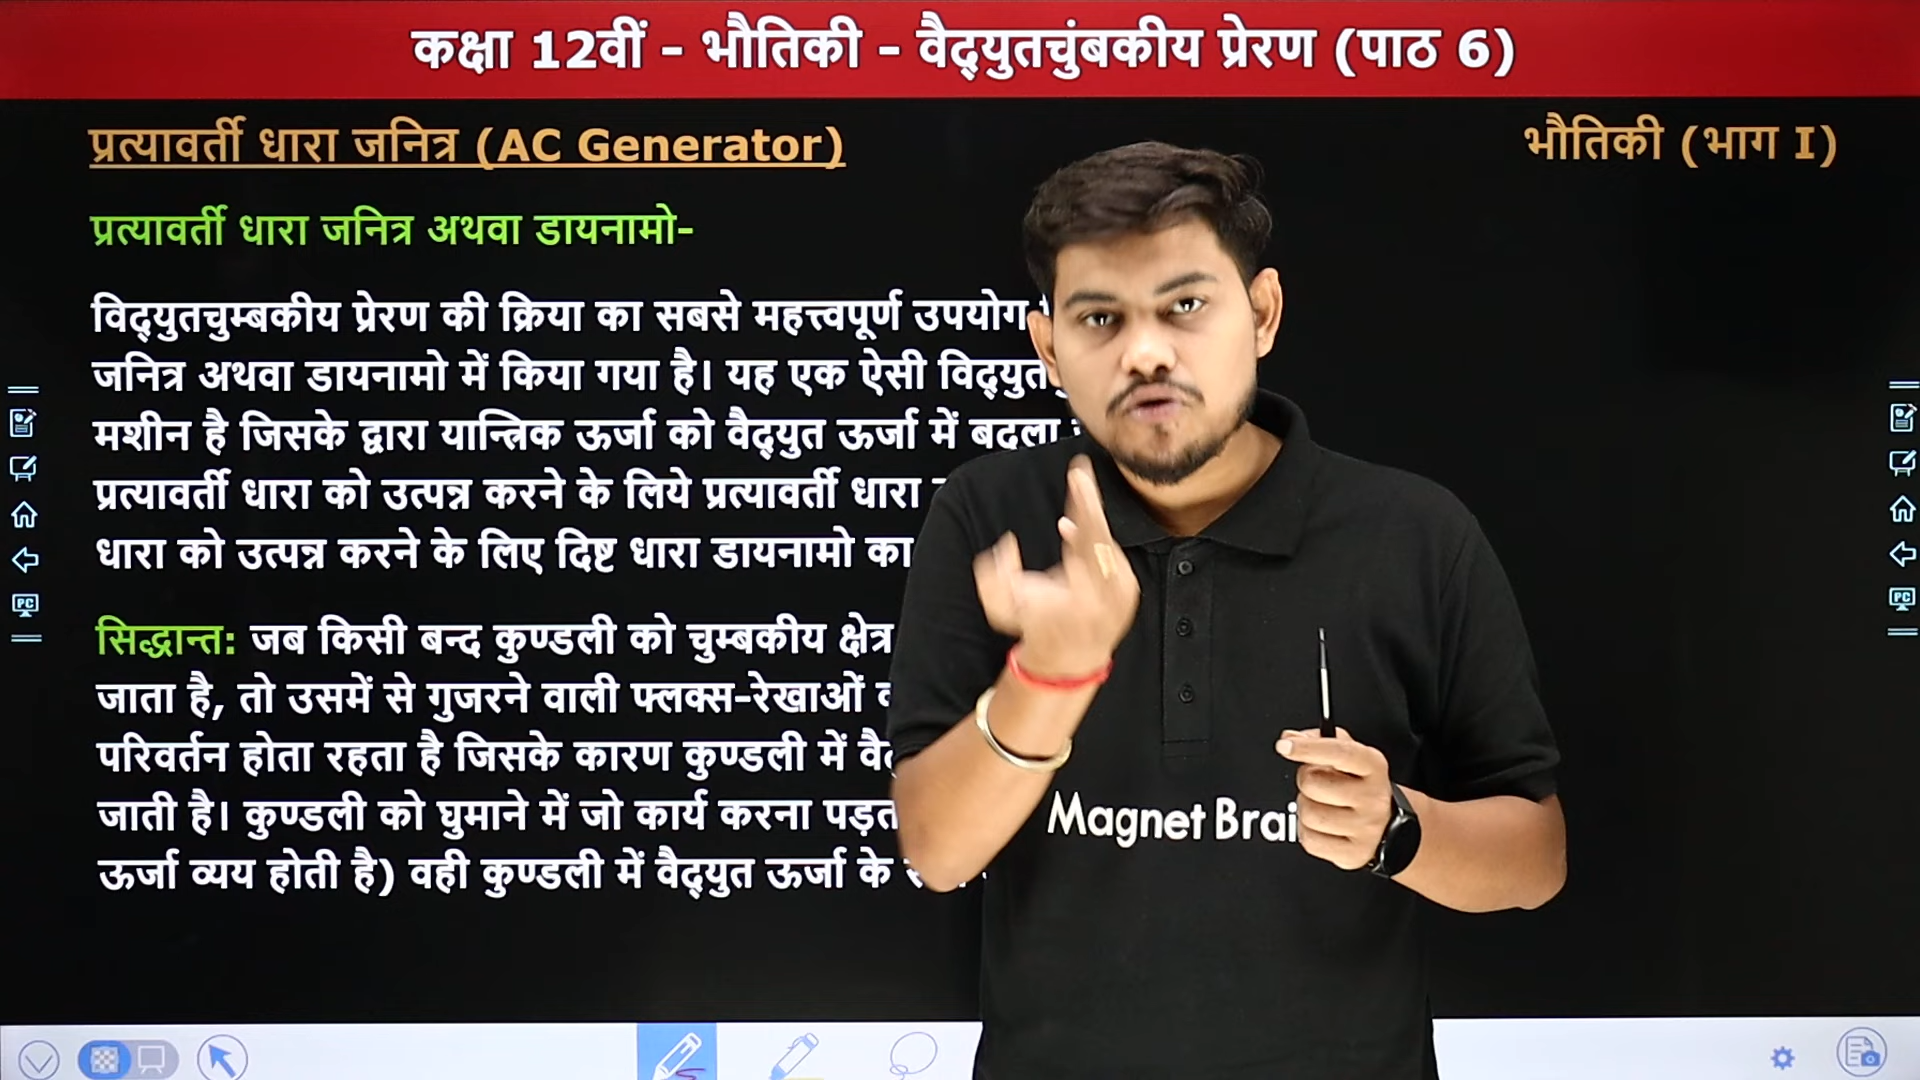 कक्षा 12वीं - भौतिकी - वैद्युतचुंबकीय प्रेरण (पाठ 6)
प्रत्यावर्ती धारा जनित्र (AC Generator)
भौतिकी (भाग I)
प्रत्यावर्ती धारा जनित्र अथवा डायनामो-
विद्युतचुम्बकीय प्रेरण की क्रिया का सबसे महत्त्वपूर्ण उपयोग
जनित्र अथवा डायनामो में किया गया है। यह एक ऐसी
मशीन है जिसके द्वारा यान्त्रिक ऊर्जा को वैद्युत ऊर्जा में बदला
प्रत्यावर्ती धारा को उत्पन्न करने के लिये प्रत्यावर्ती धारा
धारा को उत्पन्न करने के लिए दिष्ट धारा डायनामो का
सिद्धान्त: जब किसी बन्द कुण्डली को चुम्बकीय क्षेत्र
जाता है, तो उसमें से गुजरने वाली फ्लक्स-रेखाओं
परिवर्तन होता रहता है जिसके कारण कुण्डली में
जाती है। कुण्डली को घुमाने में जो कार्य करना
ऊर्जा व्यय होती है) वही कुण्डली में वैद्युत ऊर्जा के
Magnet Brai
PC
PC